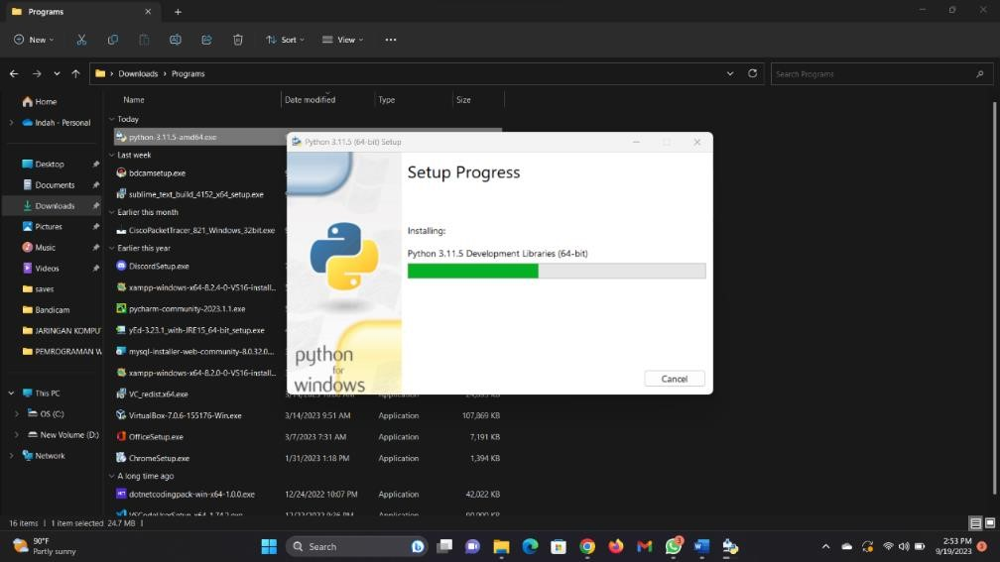 Programs
New
Sort
View
Downloads
Programs
Search Programs
Home
Indah - Personal
Desktop
Documents
Downloads
Pictures
Music
Videos
saves
Bandicam
JARINGAN KOMPU
PEMROGRAMAN W
This PC
OS (C:)
New Volume (D:)
Network
Name
Date modified
Type
Size
Today
python-3.11.5-amd64.exe
Last week
bdcamsetup.exe
sublime_text_build_4152_x64_setup.exe
Earlier this month
CiscoPacketTracer_821_Windows_32bit.exe
Earlier this year
DiscordSetup.exe
xampp-windows-x64-8.2.4-0-VS16-install...
pycharm-community-2023.1.1.exe
yEd-3.23.1_with-JRE15_64-bit_setup.exe
mysql-installer-web-community-8.0.32.0...
xampp-windows-x64-8.2.0-0-VS16-install...
VC_redist.x64.exe
VirtualBox-7.0.6-155176-Win.exe 3/14/2023 9:51 AM Application 107,869 KB
OfficeSetup.exe 3/7/2023 7:31 AM Application 7,191 KB
ChromeSetup.exe 1/31/2023 1:18 PM Application 1,394 KB
A long time ago
dotnetcodingpack-win-x64-1.0.0.exe 12/24/2022 10:07 PM Application 42,022 KB
Python 3.11.5 (64-bit) Setup
Setup Progress
Installing:
Python 3.11.5 Development Libraries (64-bit)
python
for
windows
Cancel
16 items 1 item selected 24.7 MB
90°F
Partly sunny
Search
2:53 PM
9/19/2023